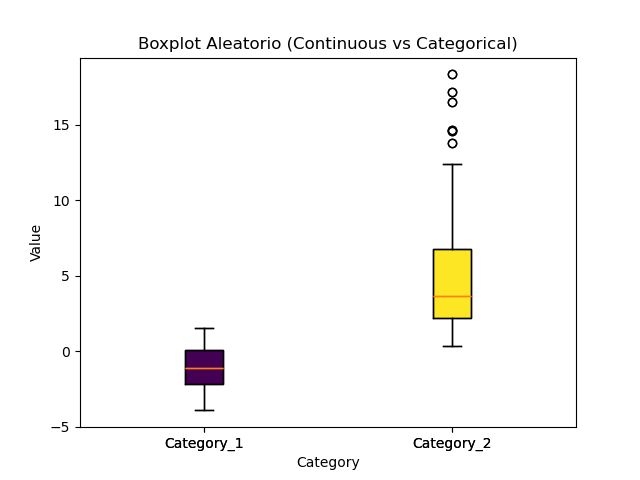 Boxplot Aleatorio (Continuous vs Categorical)
Value
15
10
5
0
−5
Category_1
Category_2
Category